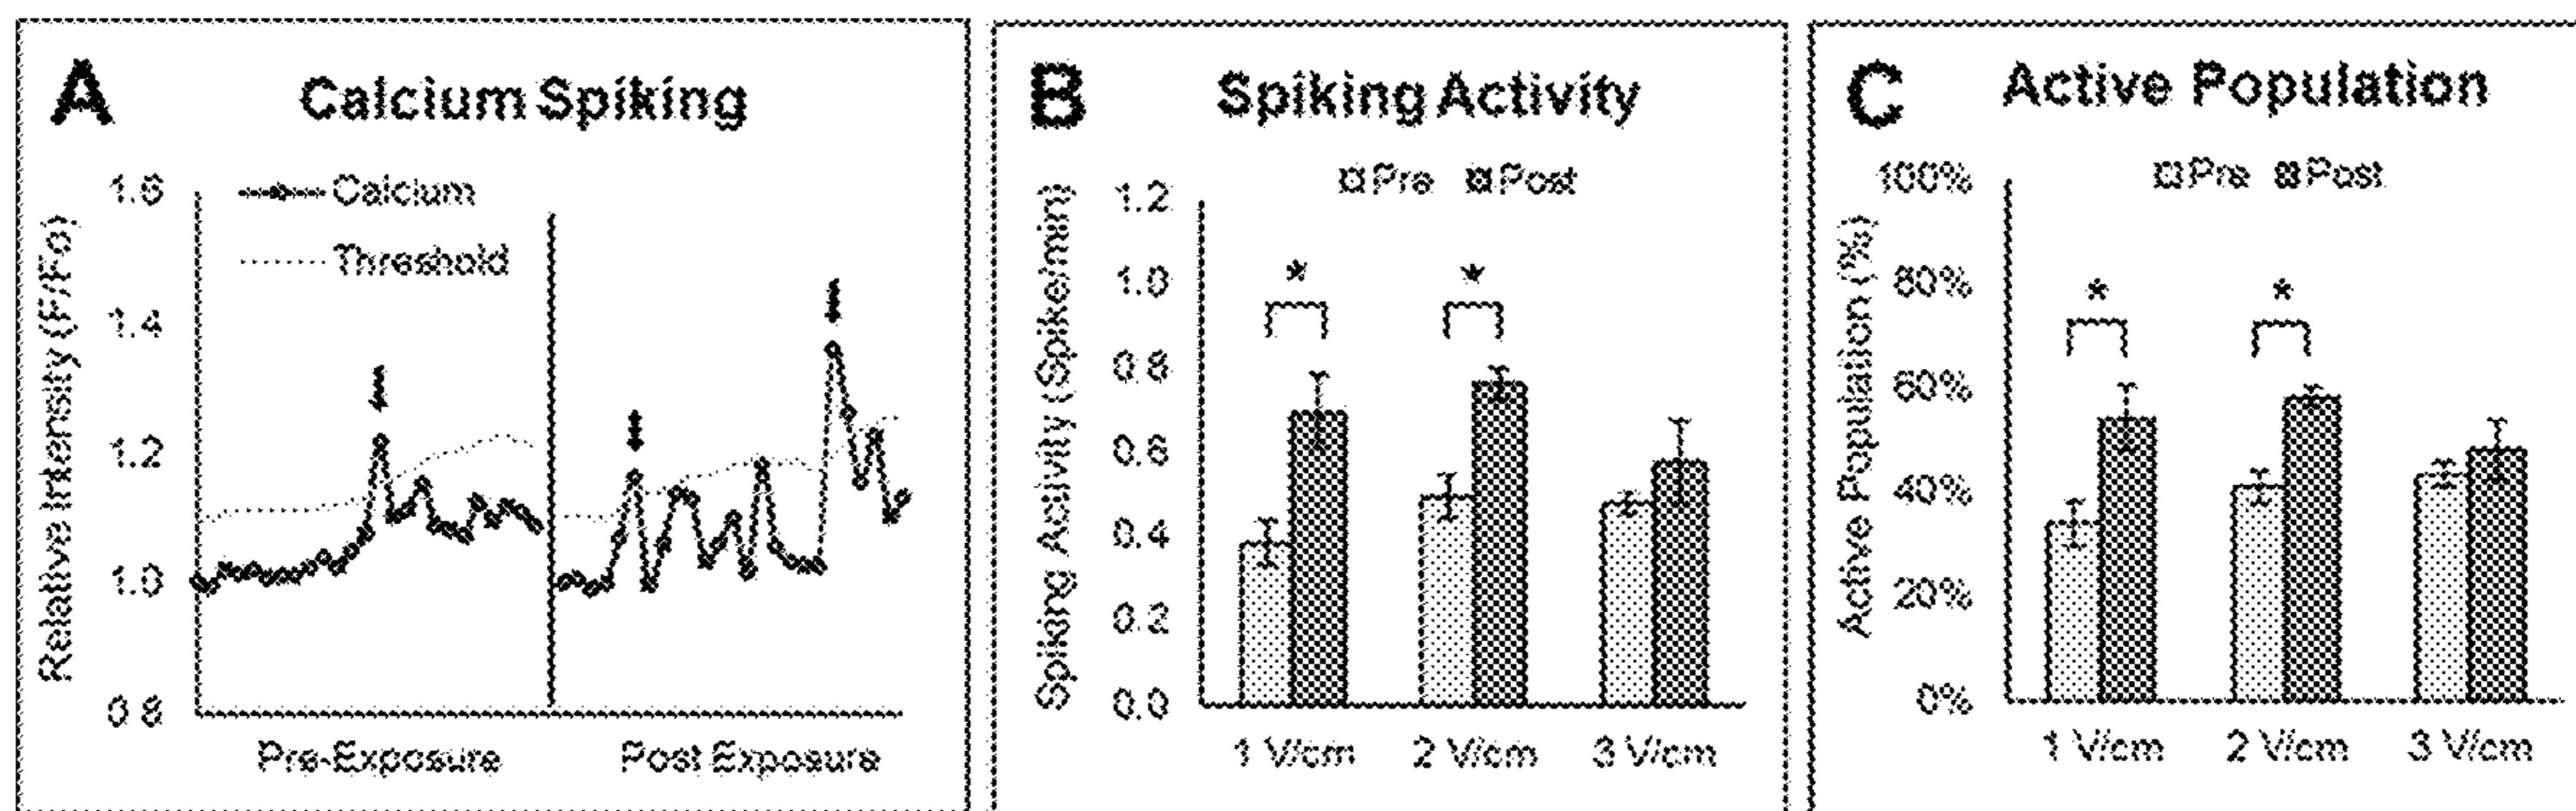 A Calcium Spiking
Relative Intensity (F/Fo)
1.6
1.4
1.2
1.0
0.8
Calcium
Threshold
Pre-Exposure
Post Exposure
B Spiking Activity
Pre Post
Spiking Activity (Spike/min)
1.2
1.0
0.8
0.6
0.4
0.2
0.0
* *
1 V/cm 2 V/cm 3 V/cm
C Active Population
Pre Post
Active Population (%)
100%
80%
60%
40%
20%
0%
* *
1 V/cm 2 V/cm 3 V/cm